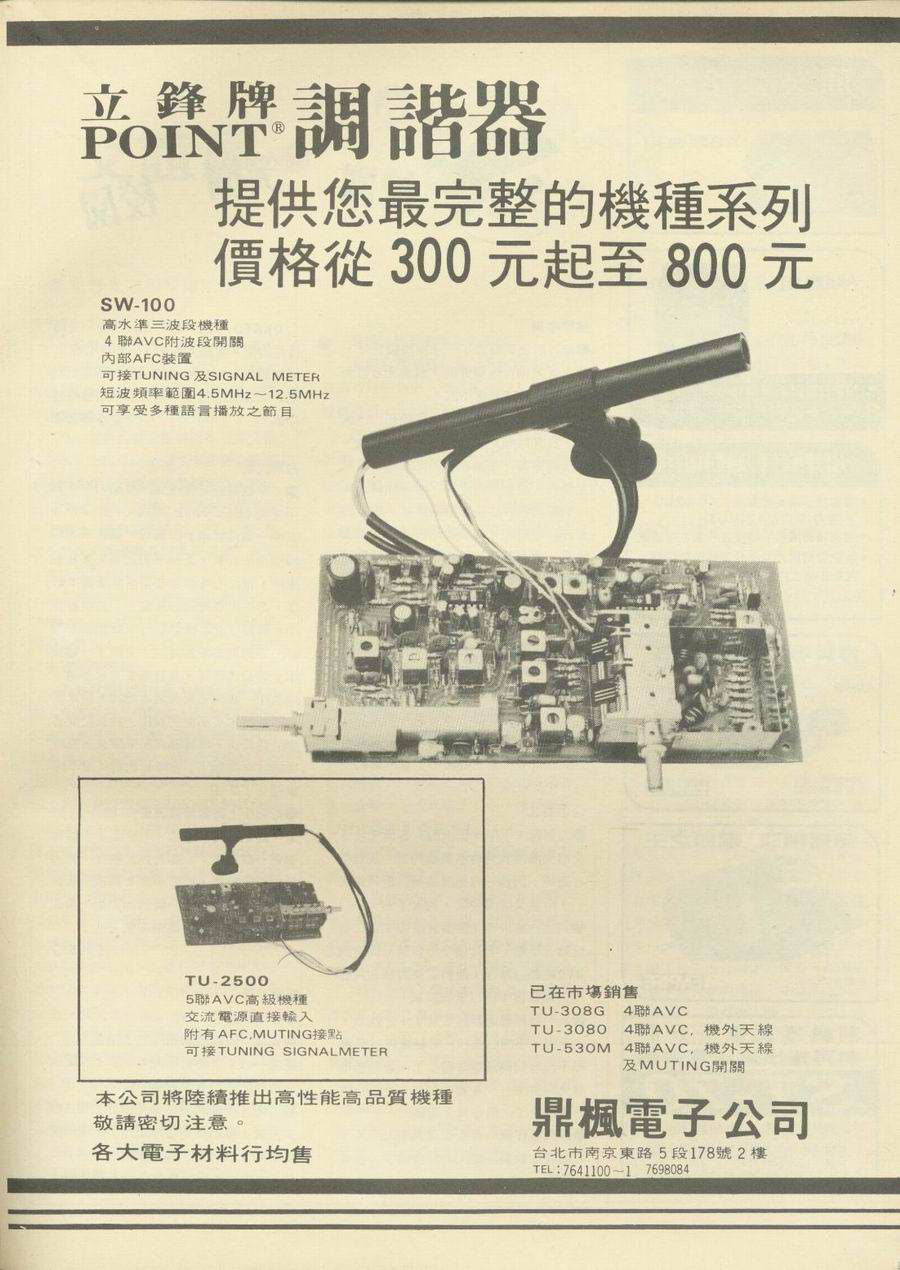 立鋒牌
POINT® 調諧器
提供您最完整的機種系列
價格從 300 元起至 800 元
SW-100
高水準三波段機種
4 聯AVC附波段開關
內部AFC裝置
可接TUNING 及SIGNAL METER
短波頻率範圍4.5MHz～12.5MHz
可享受多種語言播放之節目
TU-2500
5聯AVC高級機種
交流電源直接輸入
附有AFC,MUTING接點
可接TUNING SIGNALMETER
已在市場銷售
TU-308G 4聯AVC
TU-3080 4聯AVC, 機外天線
TU-530M 4聯AVC, 機外天線
及MUTING開關
本公司將陸續推出高性能高品質機種
敬請密切注意。
各大電子材料行均售
鼎楓電子公司
台北市南京東路 5 段178號 2 樓
TEL:7641100～1 7698084